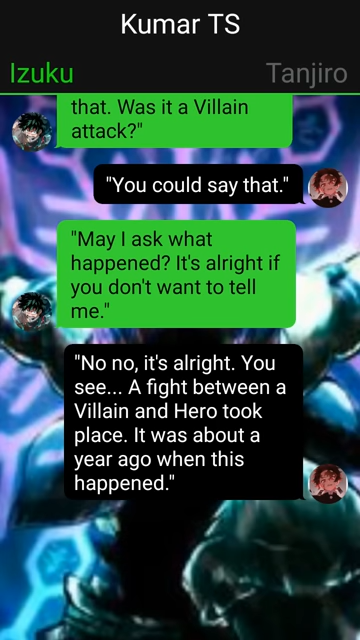 Kumar TS
Izuku Tanjiro
that. Was it a Villain
attack?"
"You could say that."
"May I ask what
happened? It's alright if
you don't want to tell
me."
"No no, it's alright. You
see... A fight between a
Villain and Hero took
place. It was about a
year ago when this
happened."